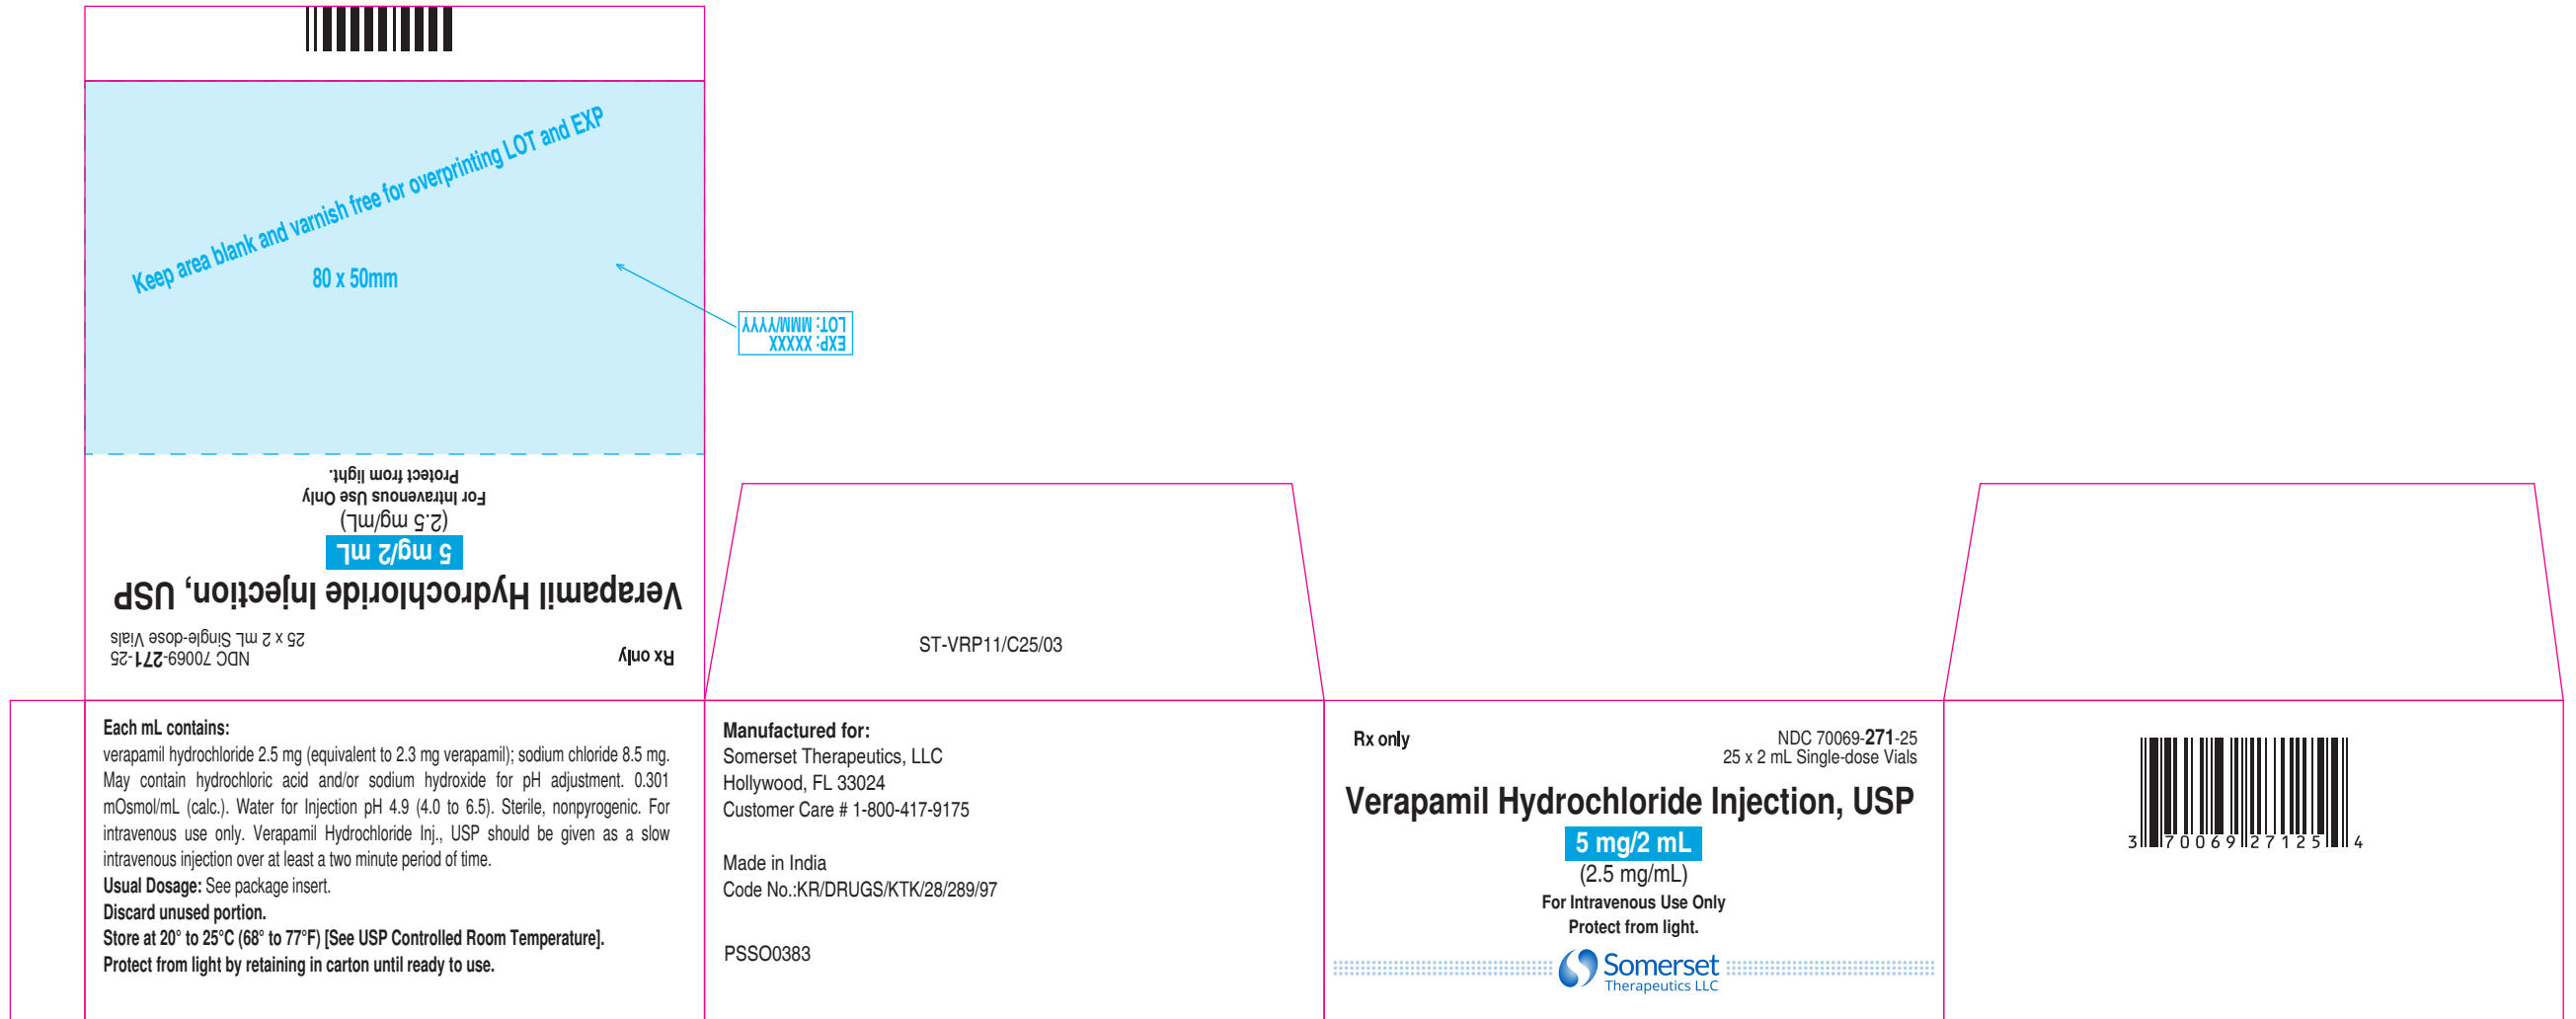 Keep area blank and varnish free for overprinting LOT and EXP
80 x 50mm
EXP: XXXXX
LOT: MMM/YYYY
Rx only
NDC 70069-271-25
25 x 2 mL Single-dose Vials
Verapamil Hydrochloride Injection, USP
5 mg/2 mL
(2.5 mg/mL)
For Intravenous Use Only
Protect from light.
ST-VRP11/C25/03
Each mL contains:
verapamil hydrochloride 2.5 mg (equivalent to 2.3 mg verapamil); sodium chloride 8.5 mg.
May contain hydrochloric acid and/or sodium hydroxide for pH adjustment. 0.301
mOsmol/mL (calc.). Water for Injection pH 4.9 (4.0 to 6.5). Sterile, nonpyrogenic. For
intravenous use only. Verapamil Hydrochloride Inj., USP should be given as a slow
intravenous injection over at least a two minute period of time.
Usual Dosage: See package insert.
Discard unused portion.
Store at 20° to 25°C (68° to 77°F) [See USP Controlled Room Temperature].
Protect from light by retaining in carton until ready to use.
Manufactured for:
Somerset Therapeutics, LLC
Hollywood, FL 33024
Customer Care # 1-800-417-9175
Made in India
Code No.:KR/DRUGS/KTK/28/289/97
PSSO0383
Rx only
NDC 70069-271-25
25 x 2 mL Single-dose Vials
Verapamil Hydrochloride Injection, USP
5 mg/2 mL
(2.5 mg/mL)
For Intravenous Use Only
Protect from light.
Somerset
Therapeutics LLC
3 70069 27125 4